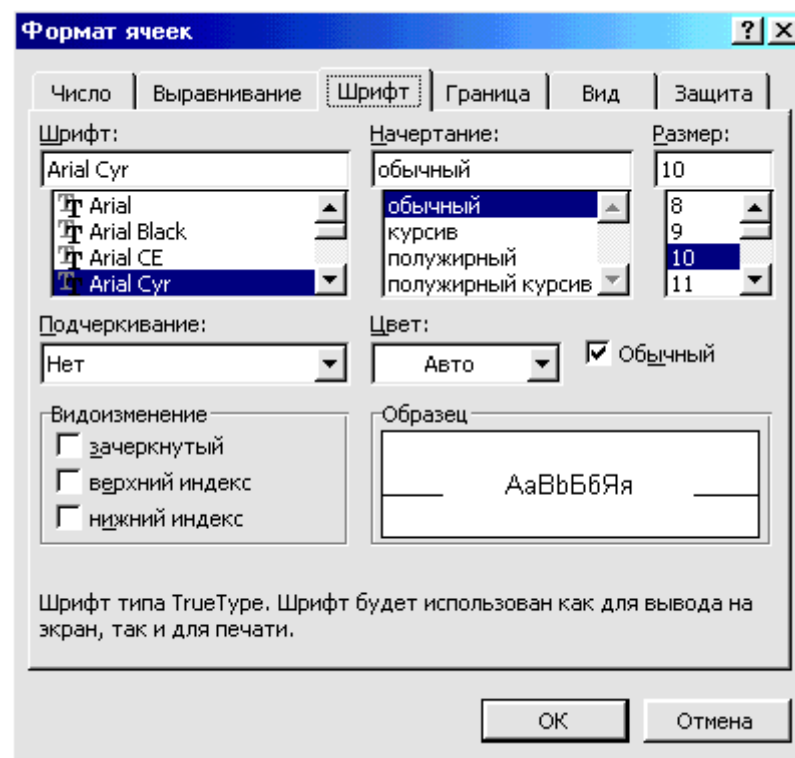 Формат ячеек
Число Выравнивание Шрифт Граница Вид Защита
Шрифт: Начертание: Размер:
Arial Cyr обычный 10
Arial обычный 8
Arial Black курсив 9
Arial CE полужирный 10
Arial Cyr полужирный курсив 11
Подчеркивание: Цвет:
Нет Авто Обычный
Видоизменение Образец
зачеркнутый
верхний индекс АаВbБбЯя
нижний индекс
Шрифт типа TrueType. Шрифт будет использован как для вывода на
экран, так и для печати.
ОК Отмена